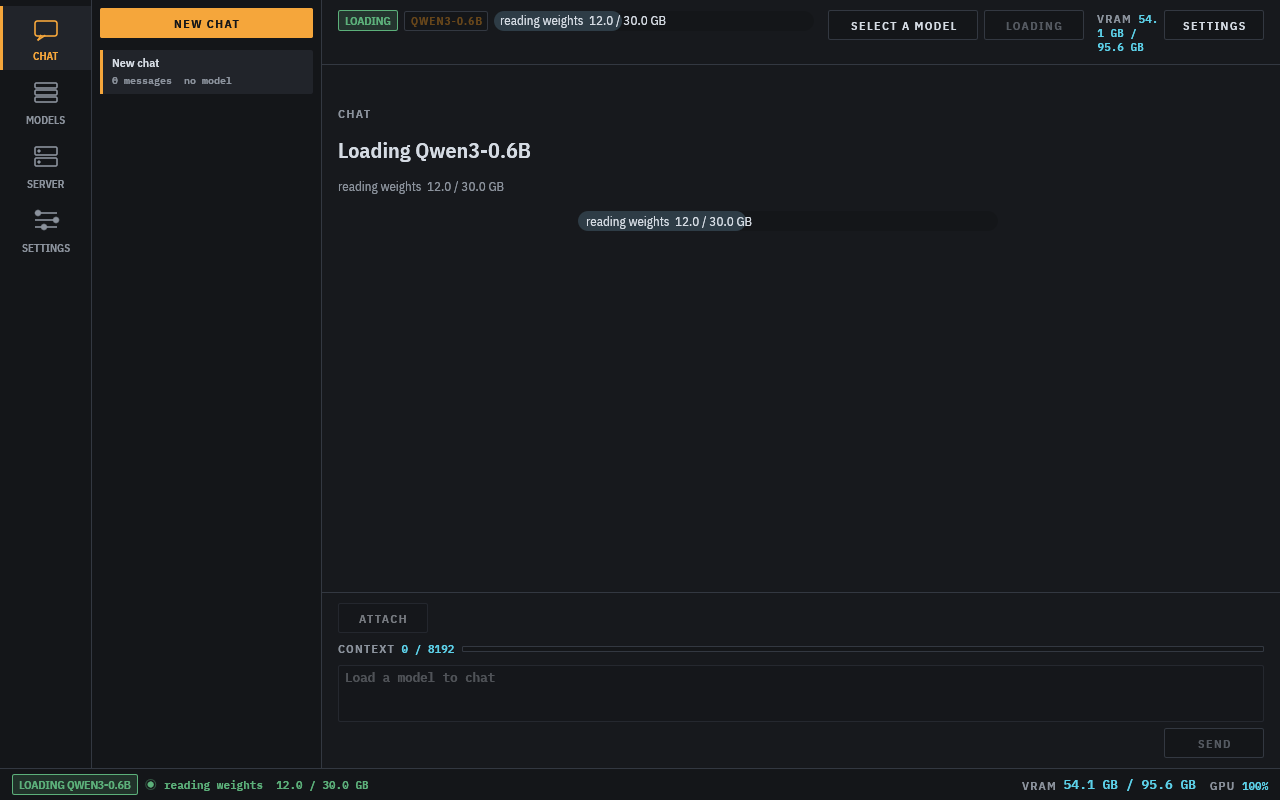 CHAT
MODELS
SERVER
SETTINGS
NEW CHAT
New chat
0 messages no model
LOADING QWEN3-0.6B reading weights 12.0 / 30.0 GB SELECT A MODEL LOADING VRAM 54.
1 GB /
95.6 GB
SETTINGS
CHAT
Loading Qwen3-0.6B
reading weights 12.0 / 30.0 GB
reading weights 12.0 / 30.0 GB
ATTACH
CONTEXT 0 / 8192
Load a model to chat
SEND
LOADING QWEN3-0.6B reading weights 12.0 / 30.0 GB VRAM 54.1 GB / 95.6 GB GPU 100%